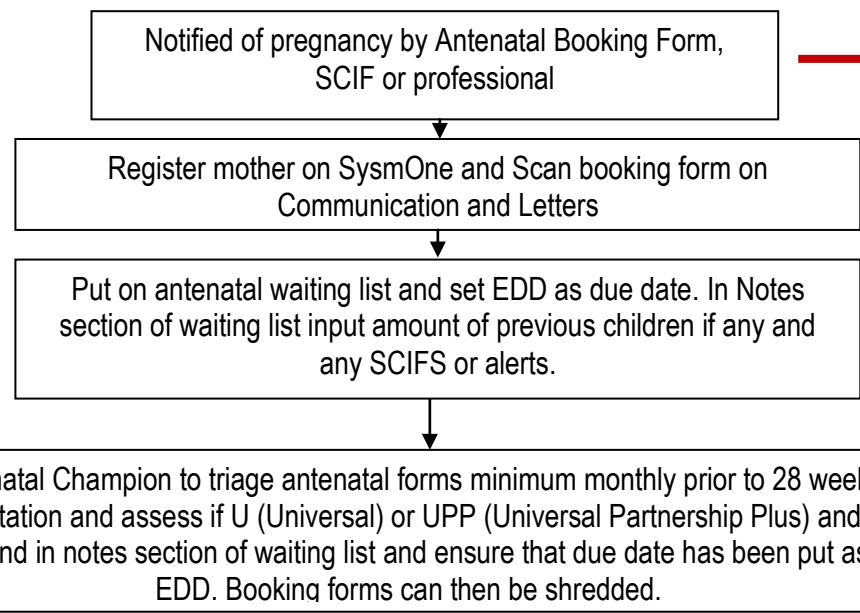 Notified of pregnancy by Antenatal Booking Form,
SCIF or professional
Register mother on SysmOne and Scan booking form on
Communication and Letters
Put on antenatal waiting list and set EDD as due date. In Notes
section of waiting list input amount of previous children if any and
any SCIFS or alerts.
natal Champion to triage antenatal forms minimum monthly prior to 28 week
tation and assess if U (Universal) or UPP (Universal Partnership Plus) and
nd in notes section of waiting list and ensure that due date has been put as
EDD. Booking forms can then be shredded.